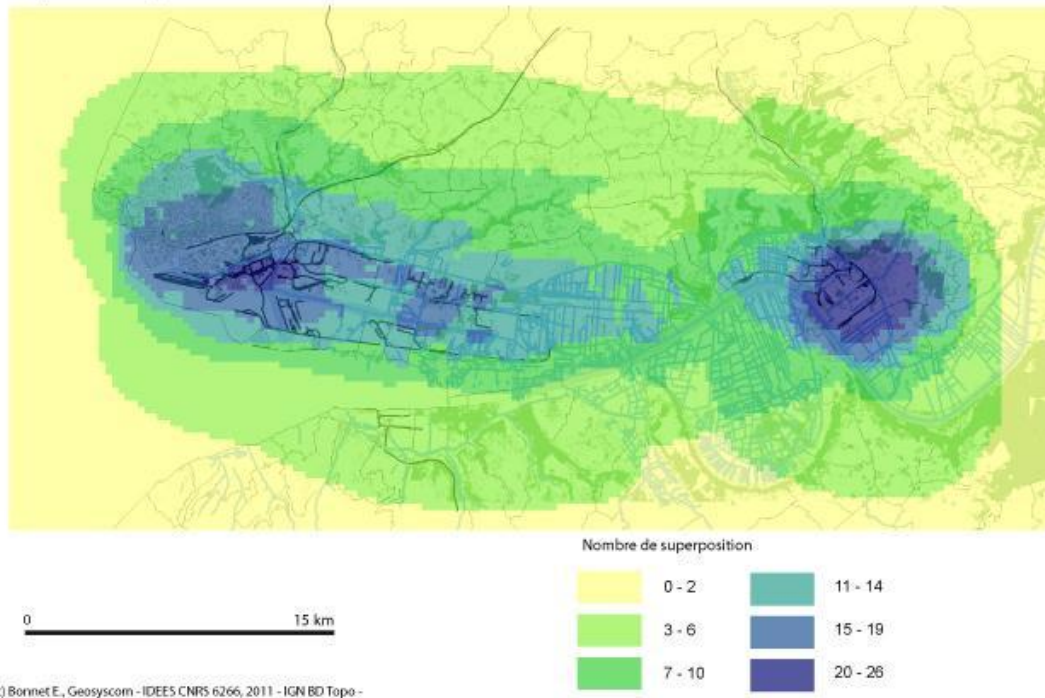 Nombre de superposition
0 - 2
11 - 14
3 - 6
15 - 19
7 - 10
20 - 26
0 15 km
) Bonnet E., Geosyscom - IDEES CNRS 6266, 2011 - IGN BD Topo -